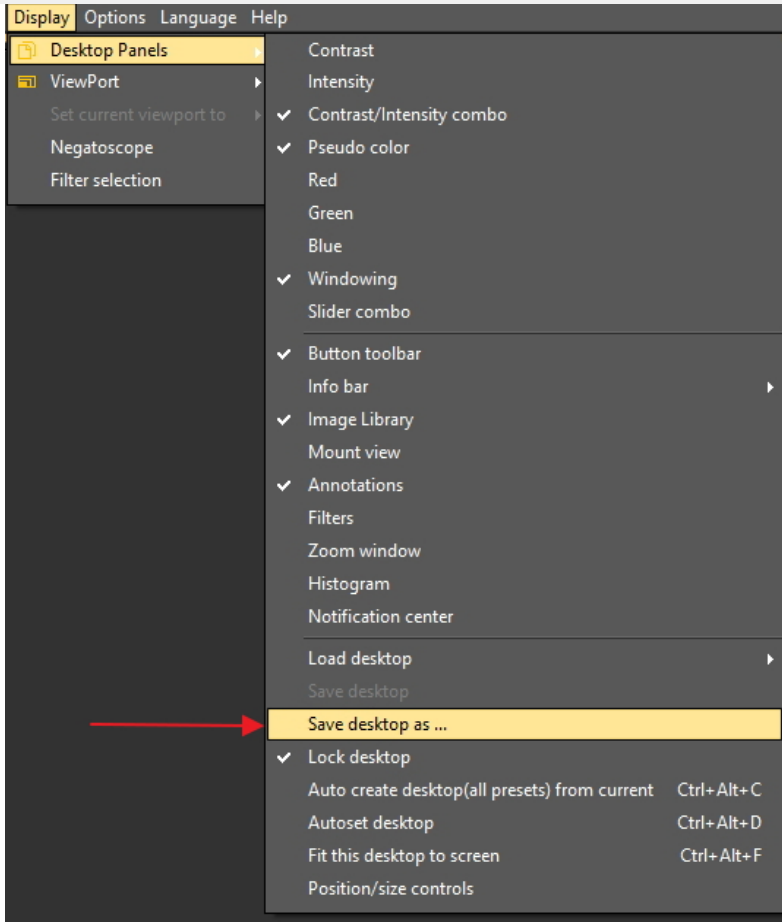 Display Options Language Help
Desktop Panels
ViewPort
Set current viewport to
Negatoscope
Filter selection
Contrast
Intensity
Contrast/Intensity combo
Pseudo color
Red
Green
Blue
Windowing
Slider combo
Button toolbar
Info bar
Image Library
Mount view
Annotations
Filters
Zoom window
Histogram
Notification center
Load desktop
Save desktop
Save desktop as ...
Lock desktop
Auto create desktop(all presets) from current Ctrl+Alt+C
Autoset desktop Ctrl+Alt+D
Fit this desktop to screen Ctrl+Alt+F
Position/size controls